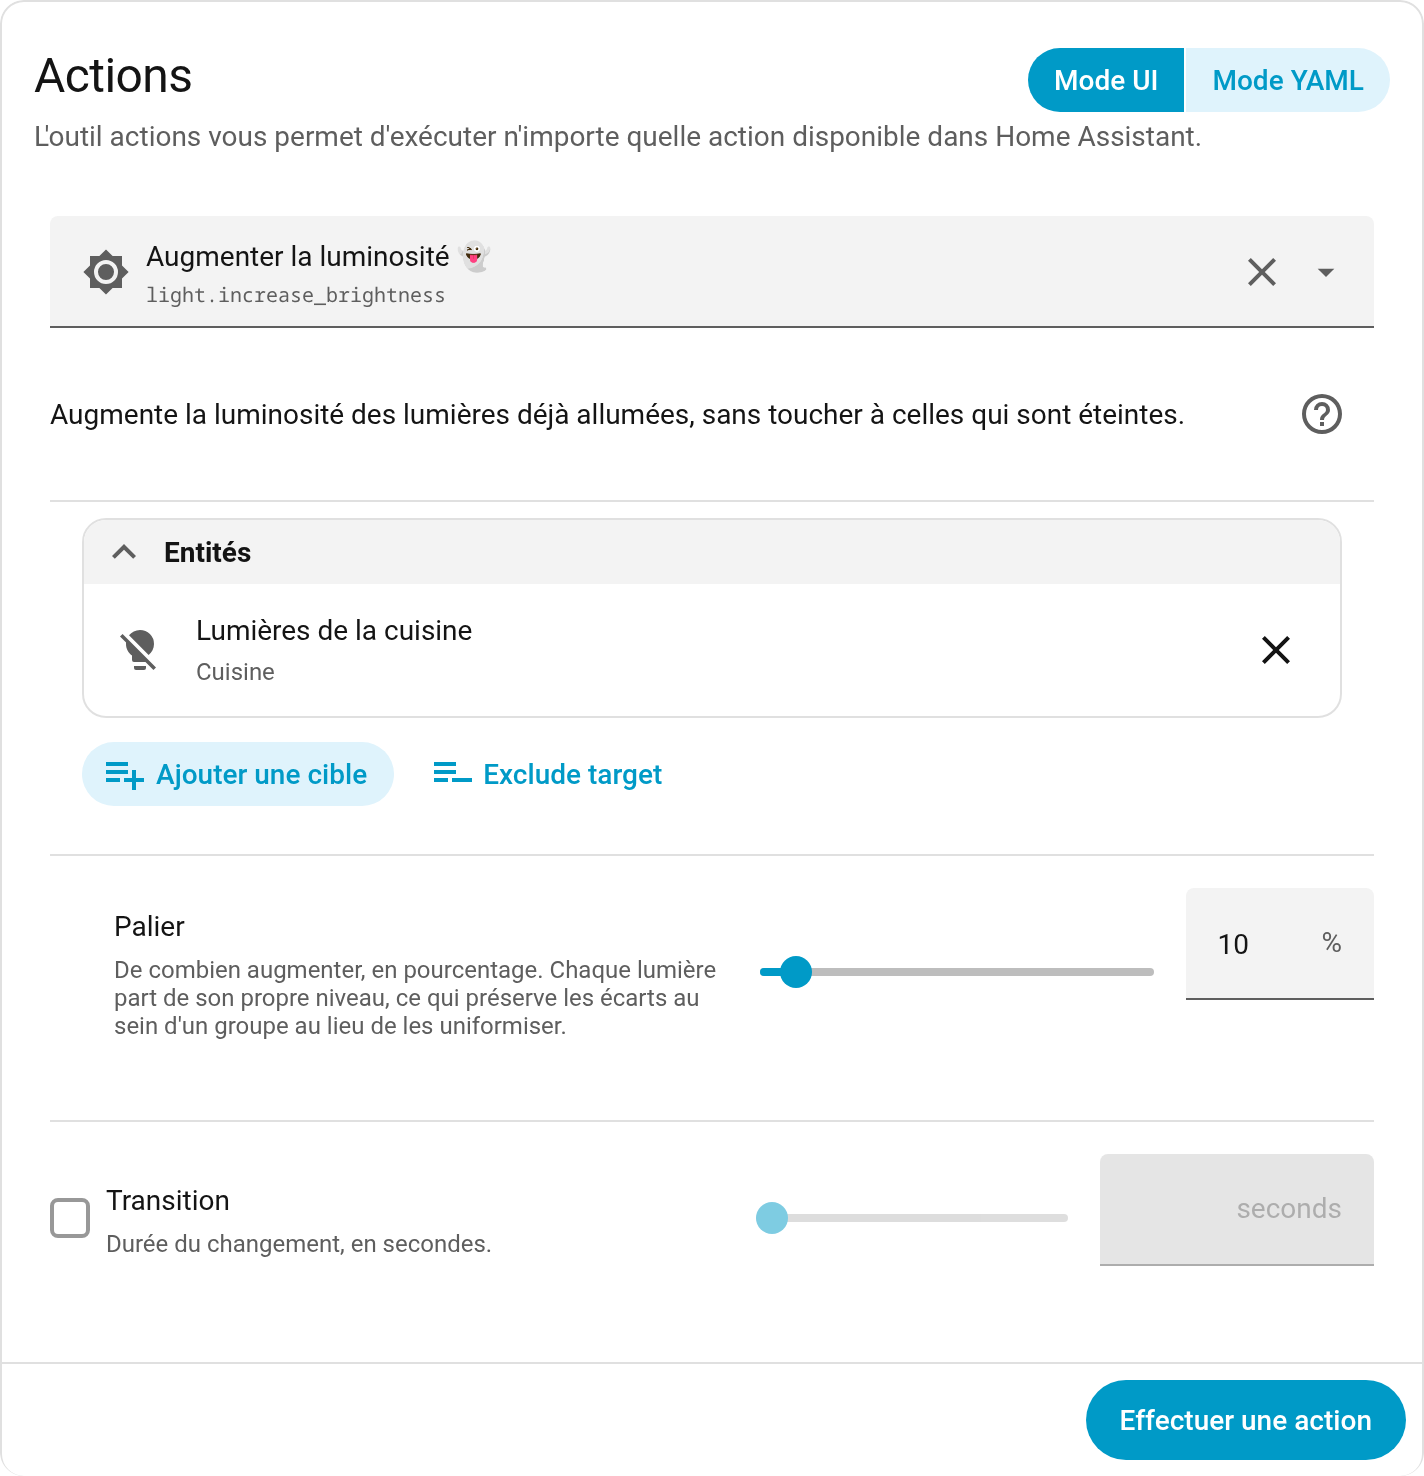 Actions
Mode UI
Mode YAML
L'outil actions vous permet d'exécuter n'importe quelle action disponible dans Home Assistant.
Augmenter la luminosité 👻
light.increase_brightness
Augmente la luminosité des lumières déjà allumées, sans toucher à celles qui sont éteintes.
Entités
Lumières de la cuisine
Cuisine
Ajouter une cible
Exclude target
Palier
De combien augmenter, en pourcentage. Chaque lumière
part de son propre niveau, ce qui préserve les écarts au
sein d'un groupe au lieu de les uniformiser.
10 %
Transition
Durée du changement, en secondes.
seconds
Effectuer une action